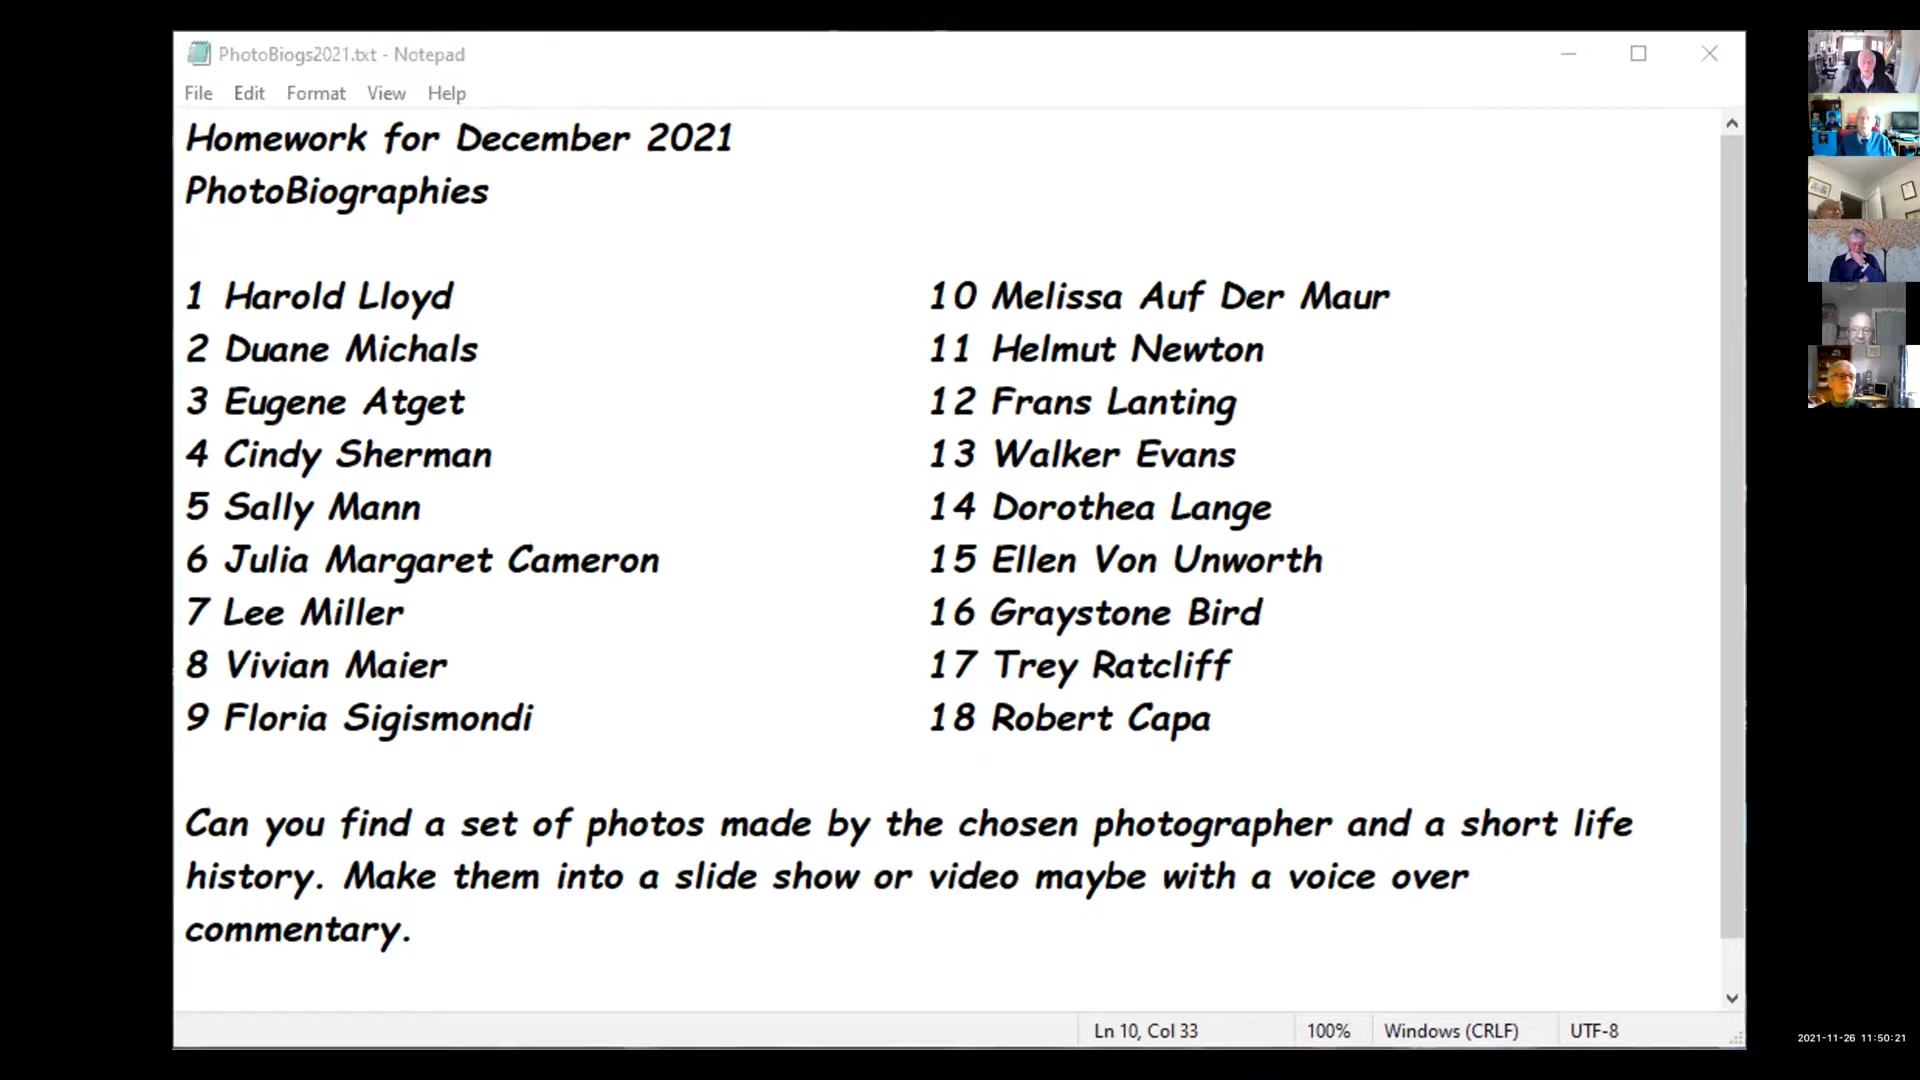 PhotoBiogs2021.txt - Notepad
File Edit Format View Help
Homework for December 2021
PhotoBiographies
1 Harold Lloyd
2 Duane Michals
3 Eugene Atget
4 Cindy Sherman
5 Sally Mann
6 Julia Margaret Cameron
7 Lee Miller
8 Vivian Maier
9 Floria Sigismondi
10 Melissa Auf Der Maur
11 Helmut Newton
12 Frans Lanting
13 Walker Evans
14 Dorothea Lange
15 Ellen Von Unworth
16 Graystone Bird
17 Trey Ratcliff
18 Robert Capa
Can you find a set of photos made by the chosen photographer and a short life
history. Make them into a slide show or video maybe with a voice over
commentary.
Ln 10, Col 33 100% Windows (CRLF) UTF-8
2021-11-26 11:50:21